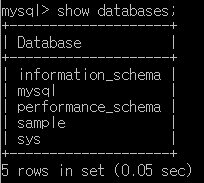 mysql> show databases;
+--------------------+
| Database           |
+--------------------+
| information_schema |
| mysql              |
| performance_schema |
| sample             |
| sys                |
+--------------------+
5 rows in set (0.05 sec)